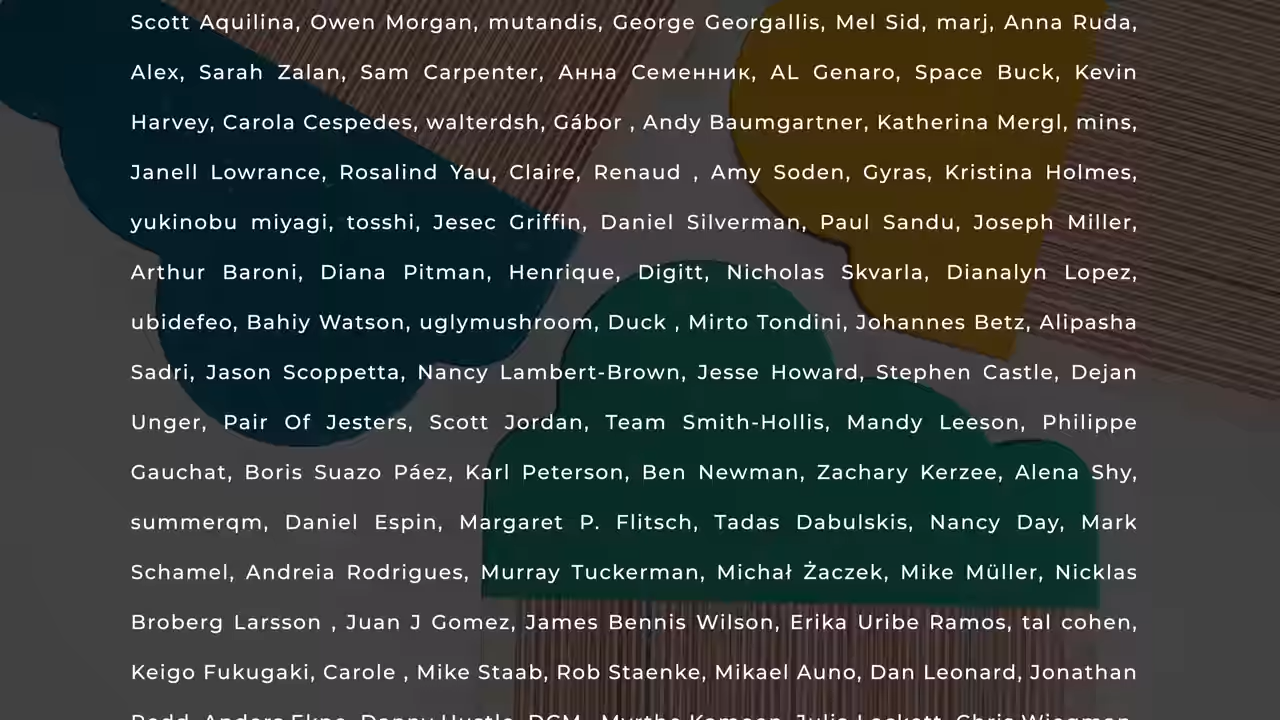 Scott Aquilina, Owen Morgan, mutandis, George Georgallis, Mel Sid, marj, Anna Ruda,
Alex, Sarah Zalan, Sam Carpenter, Анна Семенник, AL Genaro, Space Buck, Kevin
Harvey, Carola Cespedes, walterdsh, Gábor , Andy Baumgartner, Katherina Mergl, mins,
Janell Lowrance, Rosalind Yau, Claire, Renaud , Amy Soden, Gyras, Kristina Holmes,
yukinobu miyagi, tosshi, Jesec Griffin, Daniel Silverman, Paul Sandu, Joseph Miller,
Arthur Baroni, Diana Pitman, Henrique, Digitt, Nicholas Skvarla, Dianalyn Lopez,
ubidefeo, Bahiy Watson, uglymushroom, Duck , Mirto Tondini, Johannes Betz, Alipasha
Sadri, Jason Scoppetta, Nancy Lambert-Brown, Jesse Howard, Stephen Castle, Dejan
Unger, Pair Of Jesters, Scott Jordan, Team Smith-Hollis, Mandy Leeson, Philippe
Gauchat, Boris Suazo Páez, Karl Peterson, Ben Newman, Zachary Kerzee, Alena Shy,
summerqm, Daniel Espin, Margaret P. Flitsch, Tadas Dabulskis, Nancy Day, Mark
Schamel, Andreia Rodrigues, Murray Tuckerman, Michał Żaczek, Mike Müller, Nicklas
Broberg Larsson , Juan J Gomez, James Bennis Wilson, Erika Uribe Ramos, tal cohen,
Keigo Fukugaki, Carole , Mike Staab, Rob Staenke, Mikael Auno, Dan Leonard, Jonathan